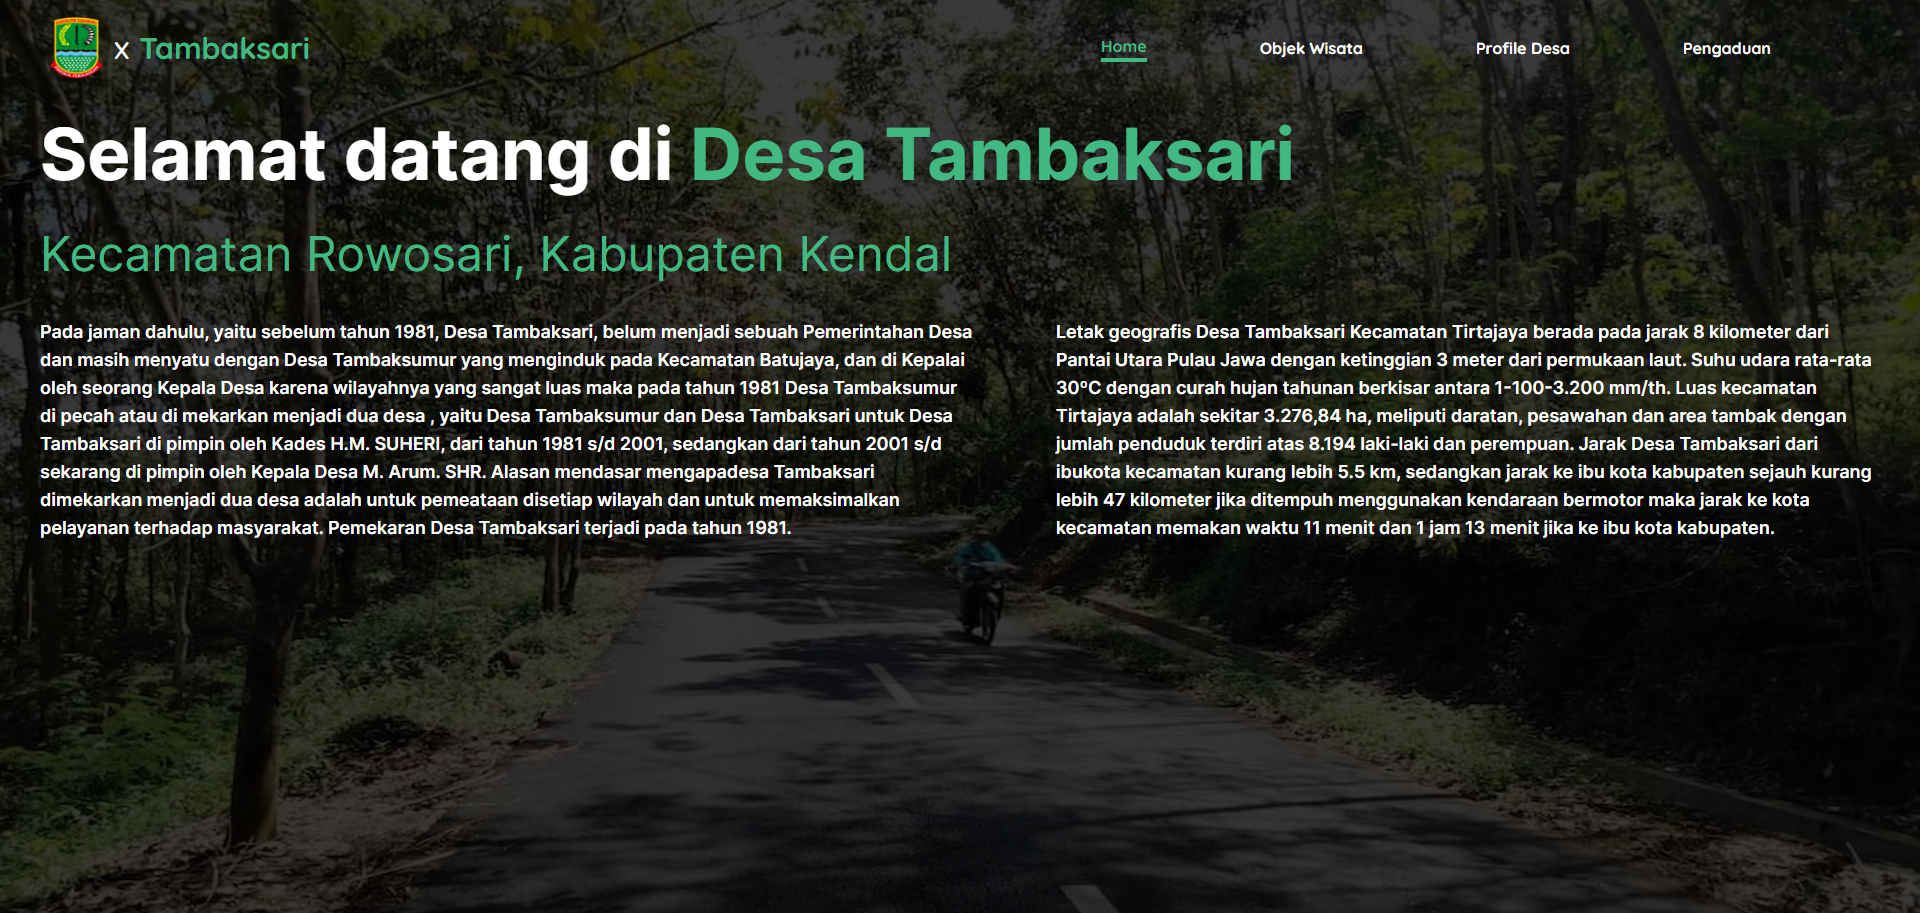 x Tambaksari
Home
Objek Wisata
Profile Desa
Pengaduan
Selamat datang di Desa Tambaksari
Kecamatan Rowosari, Kabupaten Kendal
Pada jaman dahulu, yaitu sebelum tahun 1981, Desa Tambaksari, belum menjadi sebuah Pemerintahan Desa
dan masih menyatu dengan Desa Tambaksumur yang menginduk pada Kecamatan Batujaya, dan di Kepalai
oleh seorang Kepala Desa karena wilayahnya yang sangat luas maka pada tahun 1981 Desa Tambaksumur
di pecah atau di mekarkan menjadi dua desa , yaitu Desa Tambaksumur dan Desa Tambaksari untuk Desa
Tambaksari di pimpin oleh Kades H.M. SUHERI, dari tahun 1981 s/d 2001, sedangkan dari tahun 2001 s/d
sekarang di pimpin oleh Kepala Desa M. Arum. SHR. Alasan mendasar mengapadesa Tambaksari
dimekarkan menjadi dua desa adalah untuk pemeataan disetiap wilayah dan untuk memaksimalkan
pelayanan terhadap masyarakat. Pemekaran Desa Tambaksari terjadi pada tahun 1981.
Letak geografis Desa Tambaksari Kecamatan Tirtajaya berada pada jarak 8 kilometer dari
Pantai Utara Pulau Jawa dengan ketinggian 3 meter dari permukaan laut. Suhu udara rata-rata
30°C dengan curah hujan tahunan berkisar antara 1-100-3.200 mm/th. Luas kecamatan
Tirtajaya adalah sekitar 3.276,84 ha, meliputi daratan, pesawahan dan area tambak dengan
jumlah penduduk terdiri atas 8.194 laki-laki dan perempuan. Jarak Desa Tambaksari dari
ibukota kecamatan kurang lebih 5.5 km, sedangkan jarak ke ibu kota kabupaten sejauh kurang
lebih 47 kilometer jika ditempuh menggunakan kendaraan bermotor maka jarak ke kota
kecamatan memakan waktu 11 menit dan 1 jam 13 menit jika ke ibu kota kabupaten.